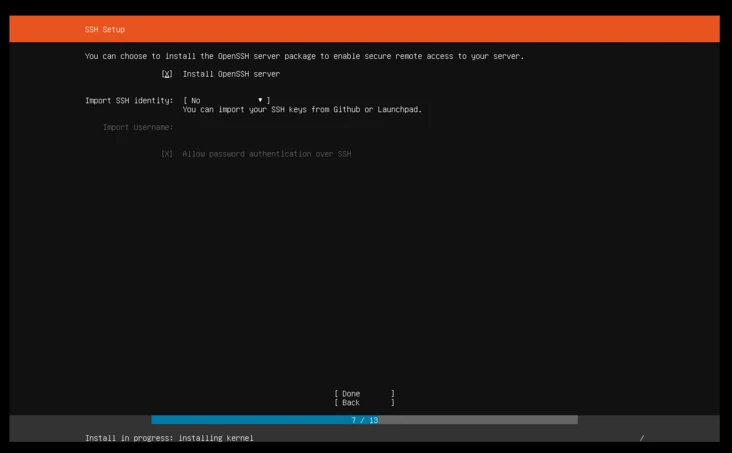 SSH Setup
You can choose to install the OpenSSH server package to enable secure remote access to your server.
[X] Install OpenSSH server
Import SSH identity: [ No ▾ ]
You can import your SSH keys from Github or Launchpad.
Import Username:
[X] Allow password authentication over SSH
[ Done ]
[ Back ]
7 / 13
Install in progress: installing kernel /